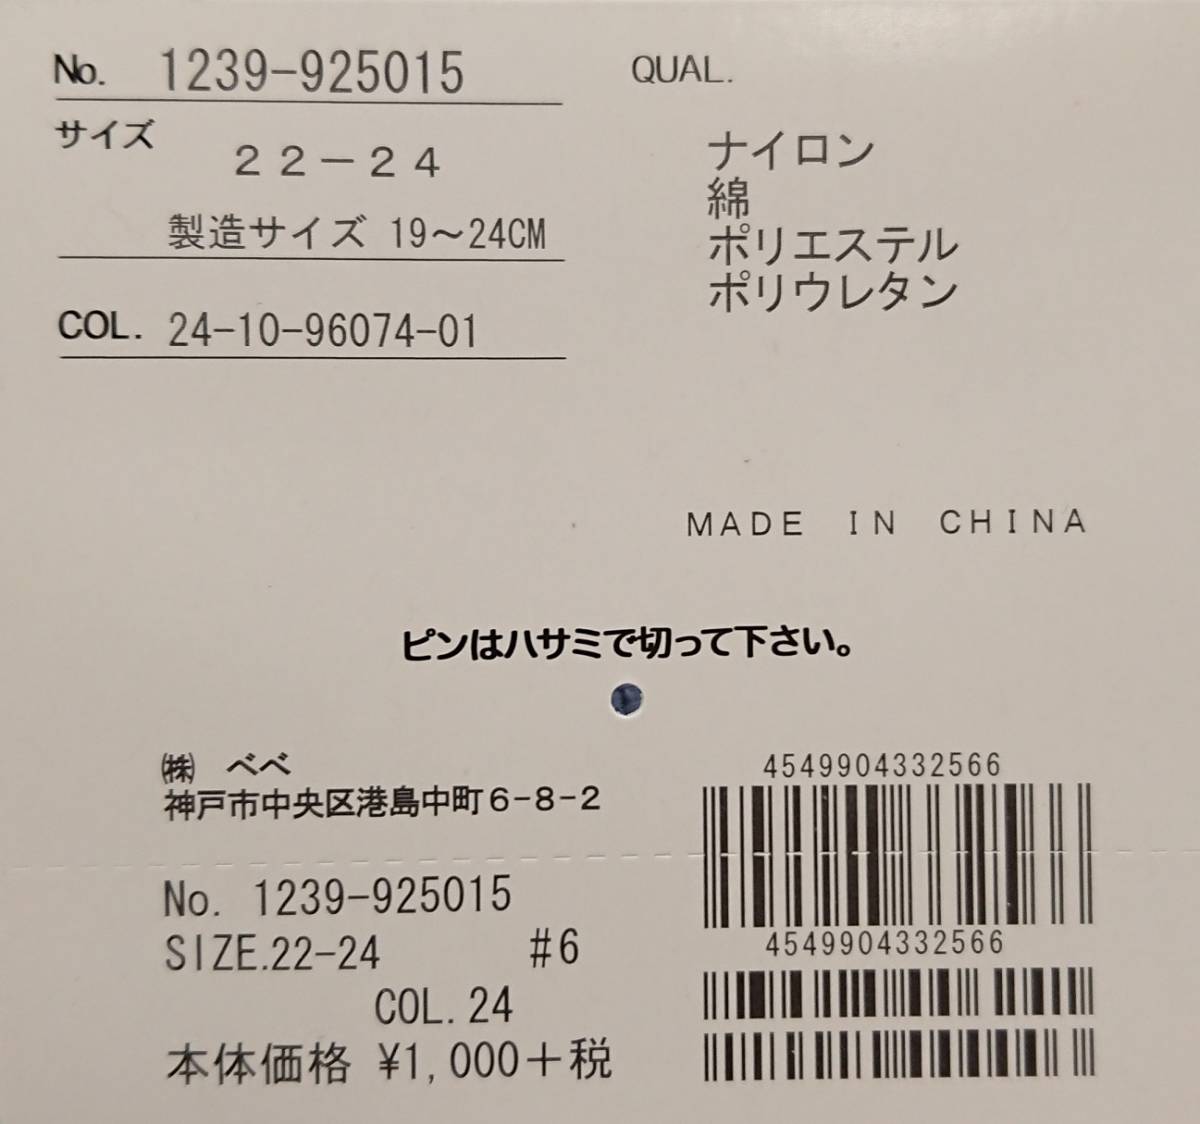 No. 1239-925015
サイズ
22-24
製造サイズ 19〜24CM
COL. 24-10-96074-01
QUAL.
ナイロン
綿
ポリエステル
ポリウレタン
MADE IN CHINA
ピンはハサミで切って下さい。
㈱ べべ
神戸市中央区港島中町6-8-2
No. 1239-925015
SIZE.22-24 #6
COL.24
本体価格 ¥1,000+税
4549904332566
4549904332566